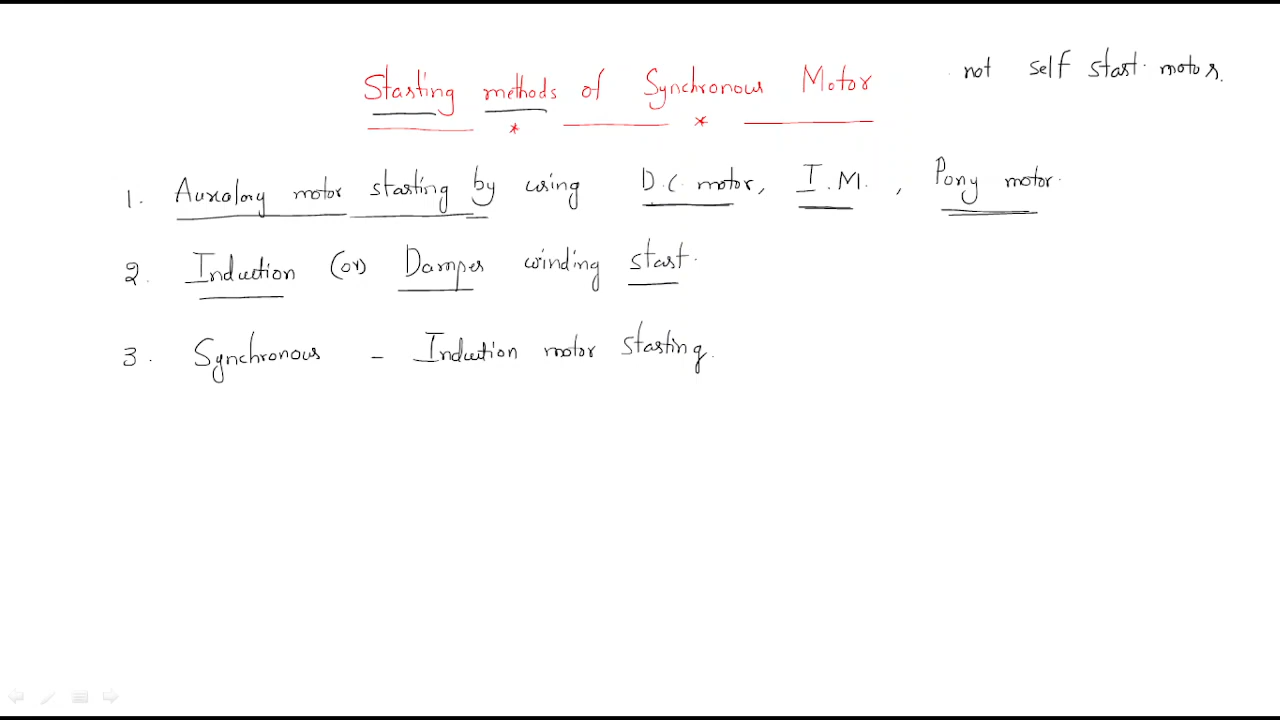 Starting methods of Synchronous Motor
not self start motor.
1. Auxolary motor starting by using D.C. motor, I.M., Pony motor.
2. Induction (or) Damper winding start.
3. Synchronous - Induction motor starting.